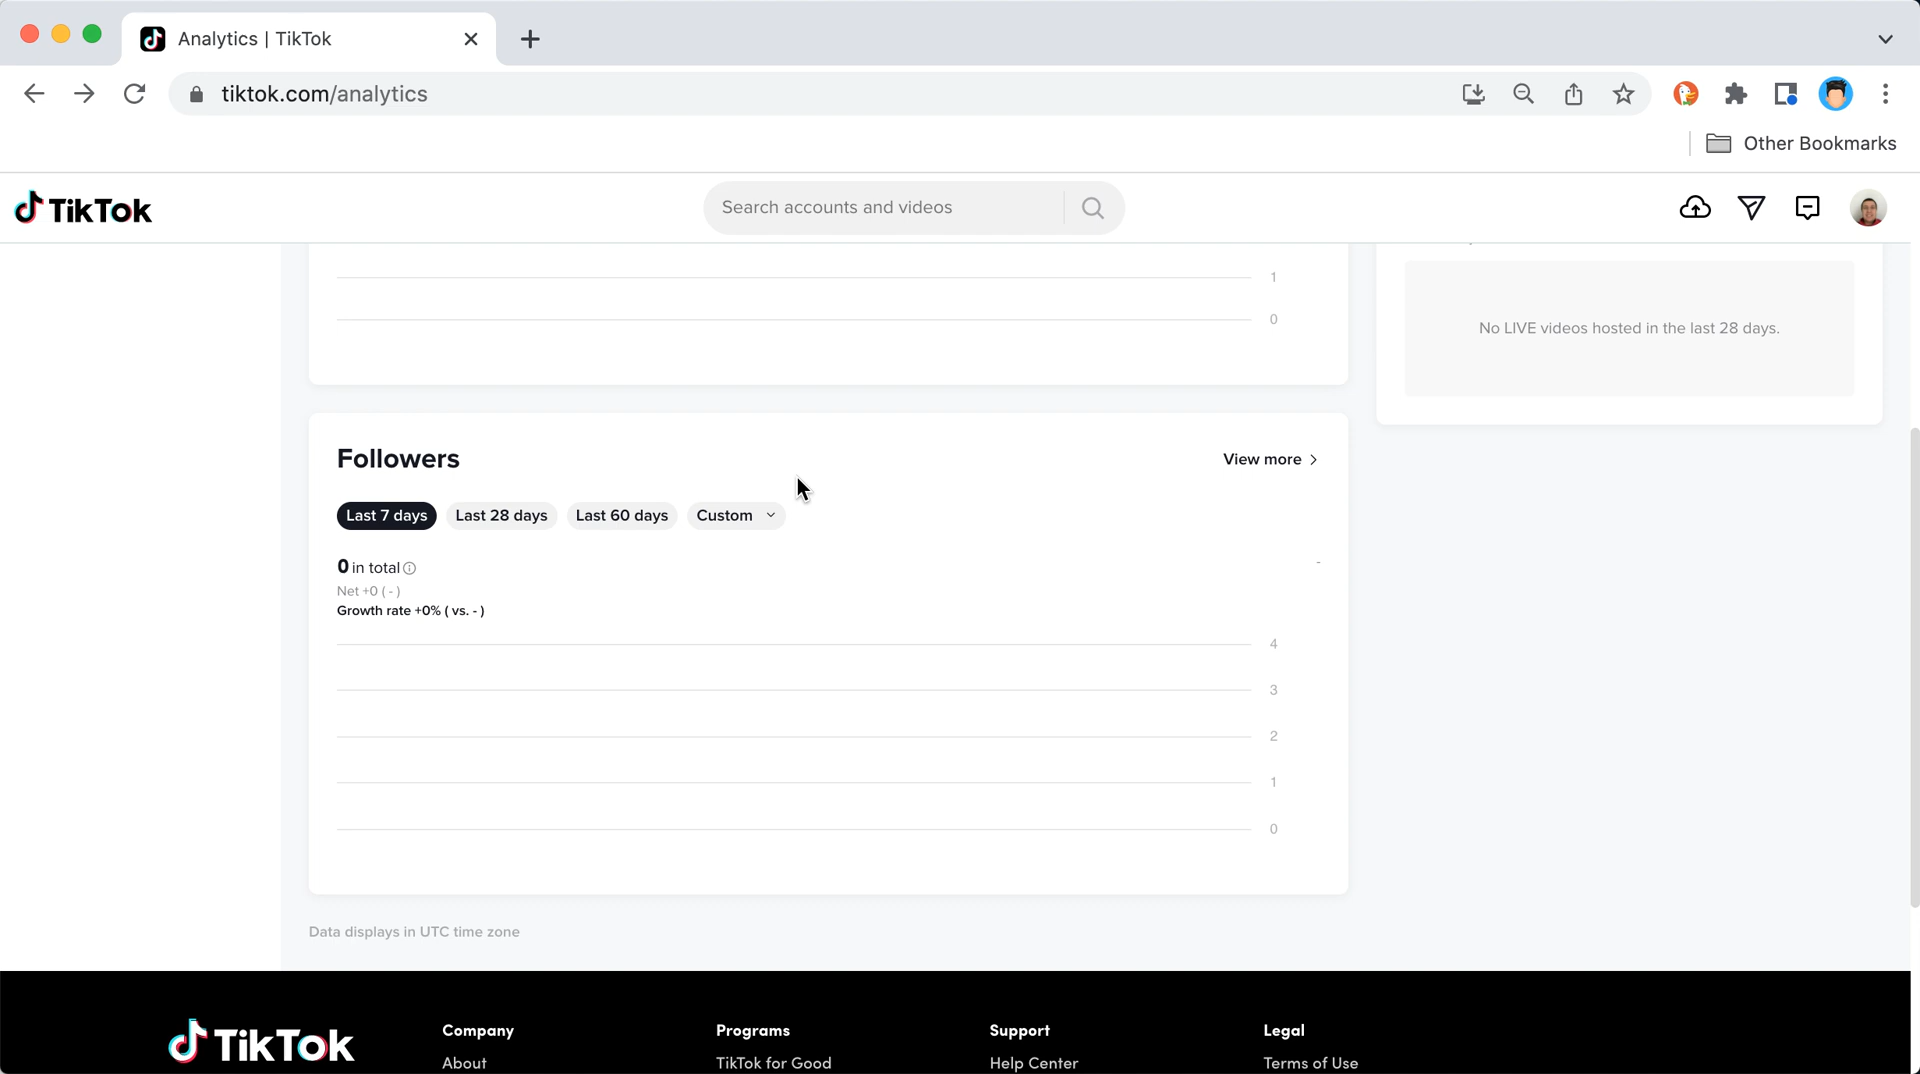 Analytics | TikTok
tiktok.com/analytics
Other Bookmarks
TikTok
Search accounts and videos
1
0
No LIVE videos hosted in the last 28 days.
Followers
View more
Last 7 days
Last 28 days
Last 60 days
Custom
0 in total
-
Net +0 ( - )
Growth rate +0% ( vs. - )
4
3
2
1
0
Data displays in UTC time zone
TikTok
Company
Programs
Support
Legal
About
TikTok for Good
Help Center
Terms of Use